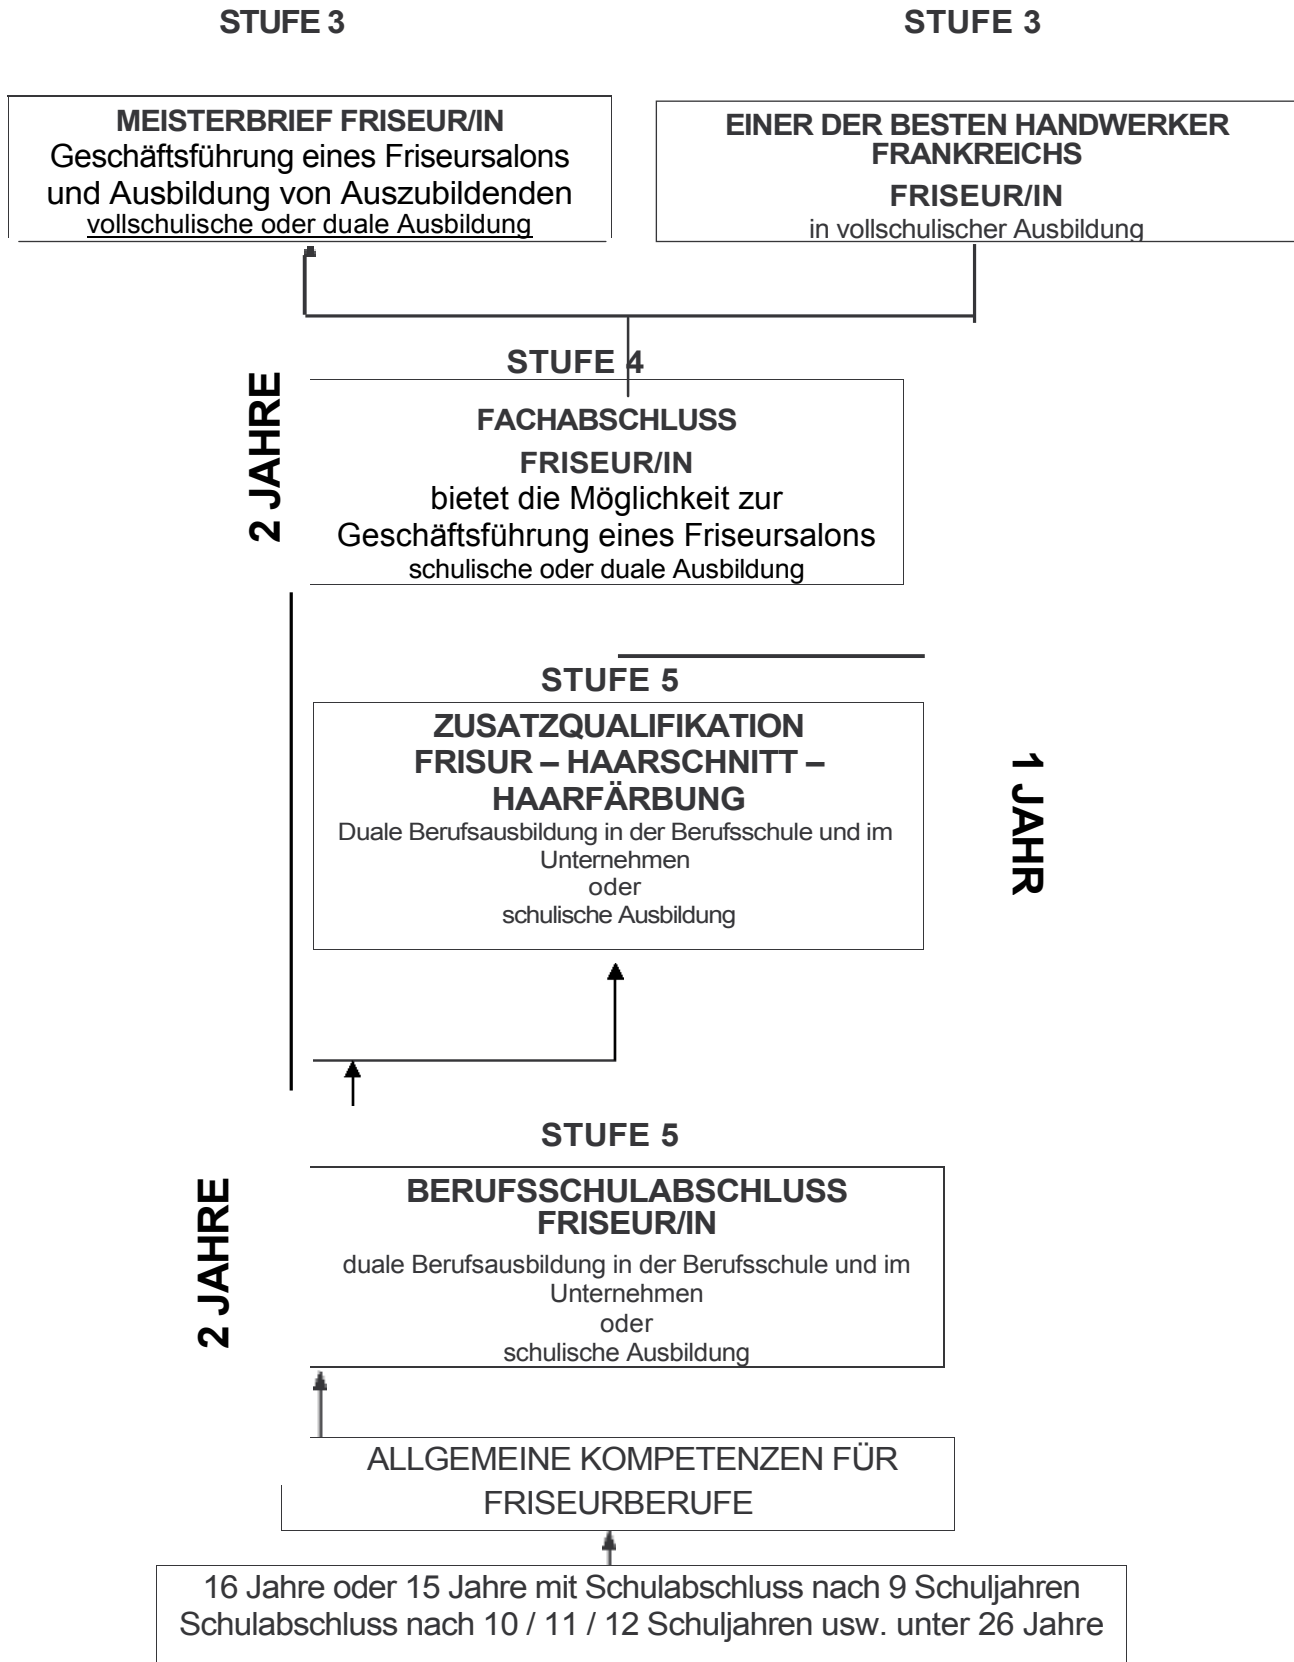 STUFE 3
STUFE 3
MEISTERBRIEF FRISEUR/IN
Geschäftsführung eines Friseursalons
und Ausbildung von Auszubildenden
vollschulische oder duale Ausbildung
EINER DER BESTEN HANDWERKER
FRANKREICHS
FRISEUR/IN
in vollschulischer Ausbildung
2 JAHRE
STUFE 4
FACHABSCHLUSS
FRISEUR/IN
bietet die Möglichkeit zur
Geschäftsführung eines Friseursalons
schulische oder duale Ausbildung
STUFE 5
ZUSATZQUALIFIKATION
FRISUR – HAARSCHNITT –
HAARFÄRBUNG
Duale Berufsausbildung in der Berufsschule und im
Unternehmen
oder
schulische Ausbildung
1 JAHR
STUFE 5
2 JAHRE
BERUFSSCHULABSCHLUSS
FRISEUR/IN
duale Berufsausbildung in der Berufsschule und im
Unternehmen
oder
schulische Ausbildung
ALLGEMEINE KOMPETENZEN FÜR
FRISEURBERUFE
16 Jahre oder 15 Jahre mit Schulabschluss nach 9 Schuljahren
Schulabschluss nach 10 / 11 / 12 Schuljahren usw. unter 26 Jahre